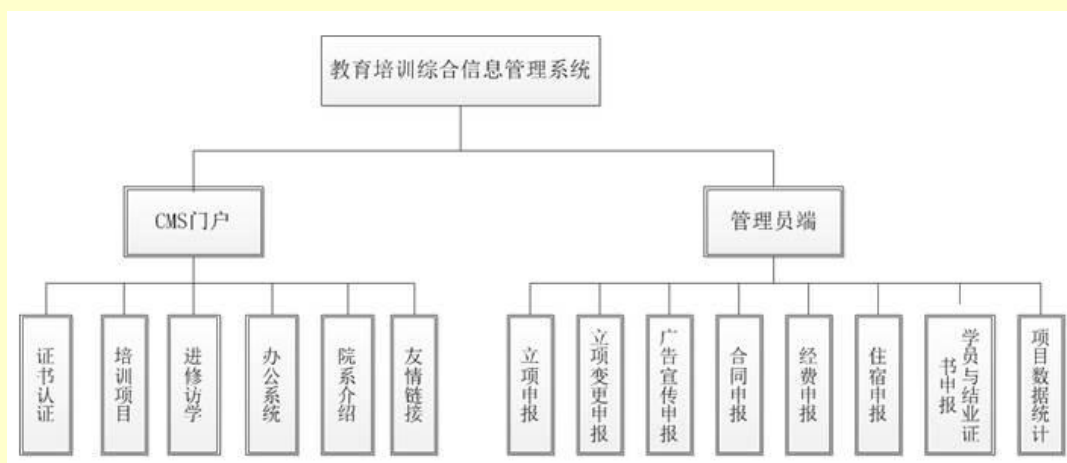 教育培训综合信息管理系统
CMS门户
管理员端
证书认证
培训项目
进修访学
办公系统
院系介绍
友情链接
立项申报
立项变更申报
广告宣传申报
合同申报
经费申报
住宿申报
学员与结业证
书申报
项目数据统计